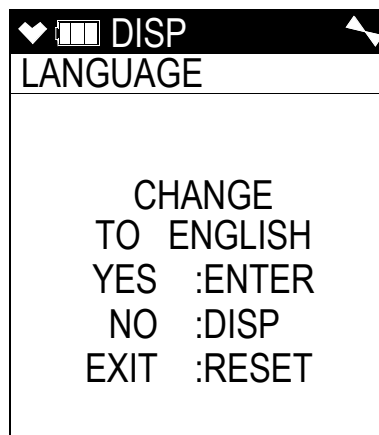 DISP
LANGUAGE
CHANGE
TO ENGLISH
YES :ENTER
NO :DISP
EXIT :RESET